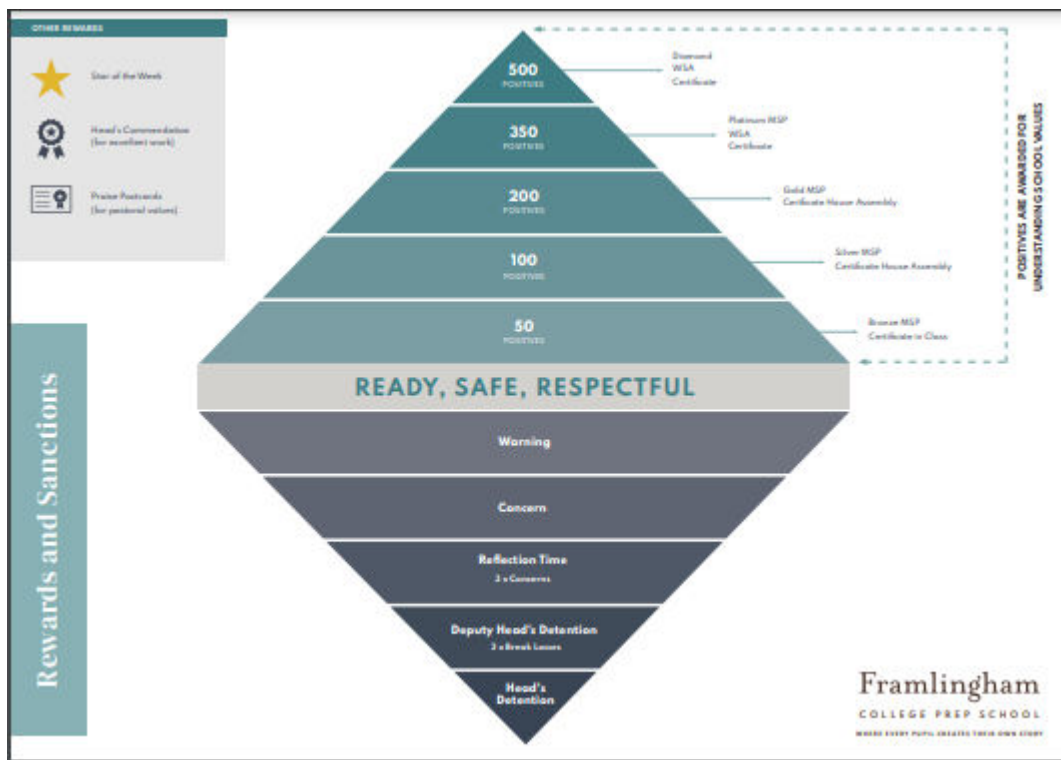 OTHER REWARDS
Star of the Week
Head's Commendation
(for excellent work)
Praise Postcards
(for pastoral values)
Rewards and Sanctions
500
POSITIVES
350
POSITIVES
200
POSITIVES
100
POSITIVES
50
POSITIVES
Diamond
WSA
Certificate
Platinum MSP
WSA
Certificate
Gold MSP
Certificate House Assembly
Silver MSP
Certificate House Assembly
Bronze MSP
Certificate in Class
POSITIVES ARE AWARDED FOR
UNDERSTANDING SCHOOL VALUES
READY, SAFE, RESPECTFUL
Warning
Concern
Reflection Time
x Concerns
Deputy Head's Detention
x Break Losses
Head's
Detention
Framlingham
COLLEGE PREP SCHOOL
WHERE EVERY PUPIL CREATES THEIR OWN STORY